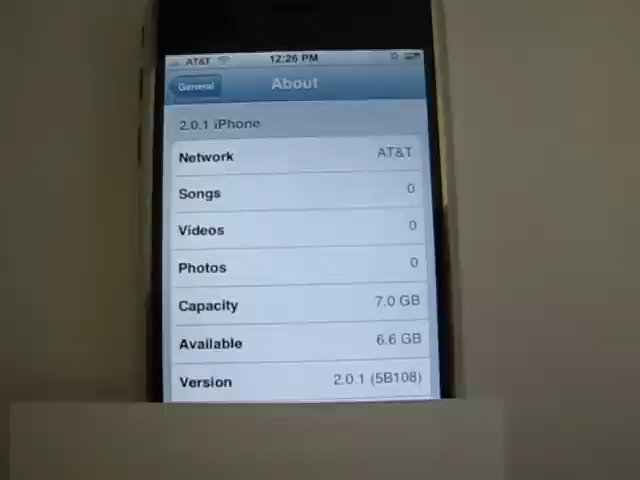 AT&T 12:26 PM
General About
2.0.1 iPhone
Network AT&T
Songs 0
Videos 0
Photos 0
Capacity 7.0 GB
Available 6.6 GB
Version 2.0.1 (5B108)